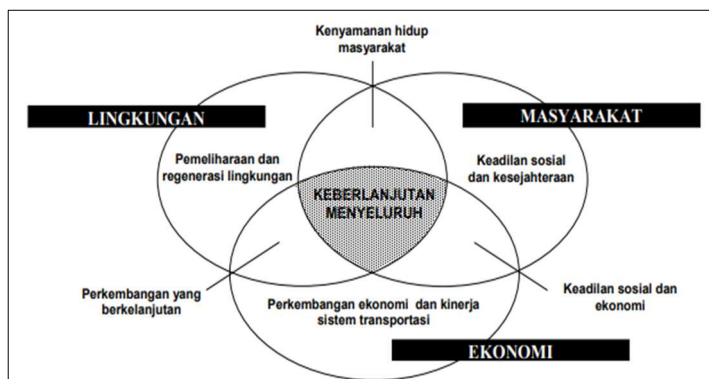 Kenyamanan hidup
masyarakat
LINGKUNGAN
MASYARAKAT
Pemeliharaan dan
regenerasi lingkungan
Keadilan sosial
dan kesejahteraan
KEBERLANJUTAN
MENYELURUH
Perkembangan yang
berkelanjutan
Perkembangan ekonomi dan kinerja
sistem transportasi
Keadilan sosial dan
ekonomi
EKONOMI